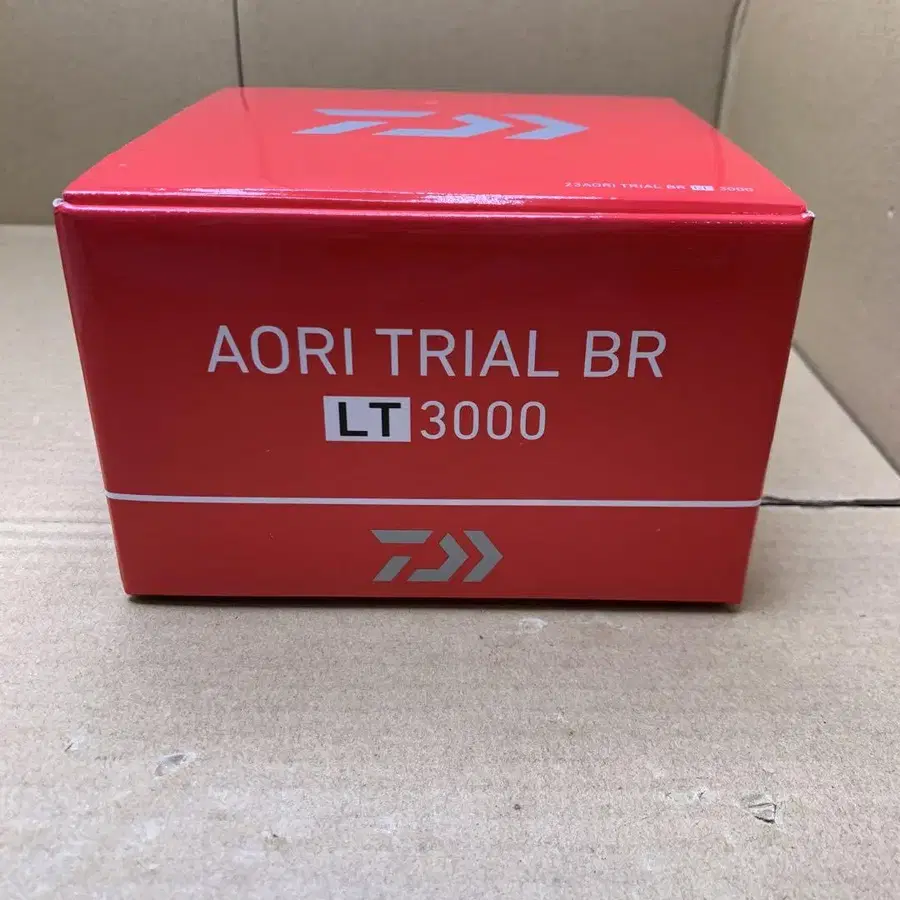 23AORI TRIAL BR LT 3000
AORI TRIAL BR
LT 3000